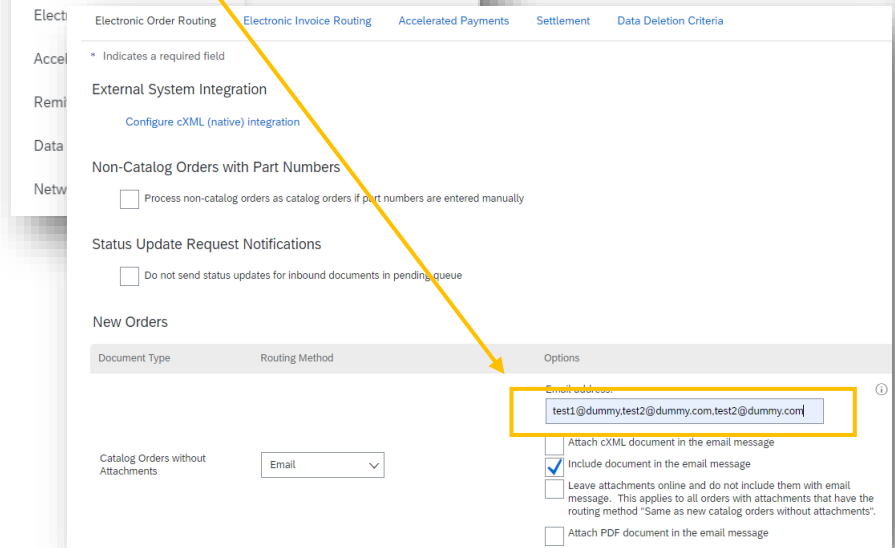 Elect
Accel
Remi
Data
Netw
Electronic Order Routing Electronic Invoice Routing Accelerated Payments Settlement Data Deletion Criteria
* Indicates a required field
External System Integration
Configure cXML (native) integration
Non-Catalog Orders with Part Numbers
Process non-catalog orders as catalog orders if part numbers are entered manually
Status Update Request Notifications
Do not send status updates for inbound documents in pending queue
New Orders
Document Type Routing Method Options
Email address:
test1@dummy,test2@dummy.com,test2@dummy.com
Attach cXML document in the email message
Catalog Orders without
Attachments
Email
Include document in the email message
Leave attachments online and do not include them with email
message. This applies to all orders with attachments that have the
routing method "Same as new catalog orders without attachments".
Attach PDF document in the email message